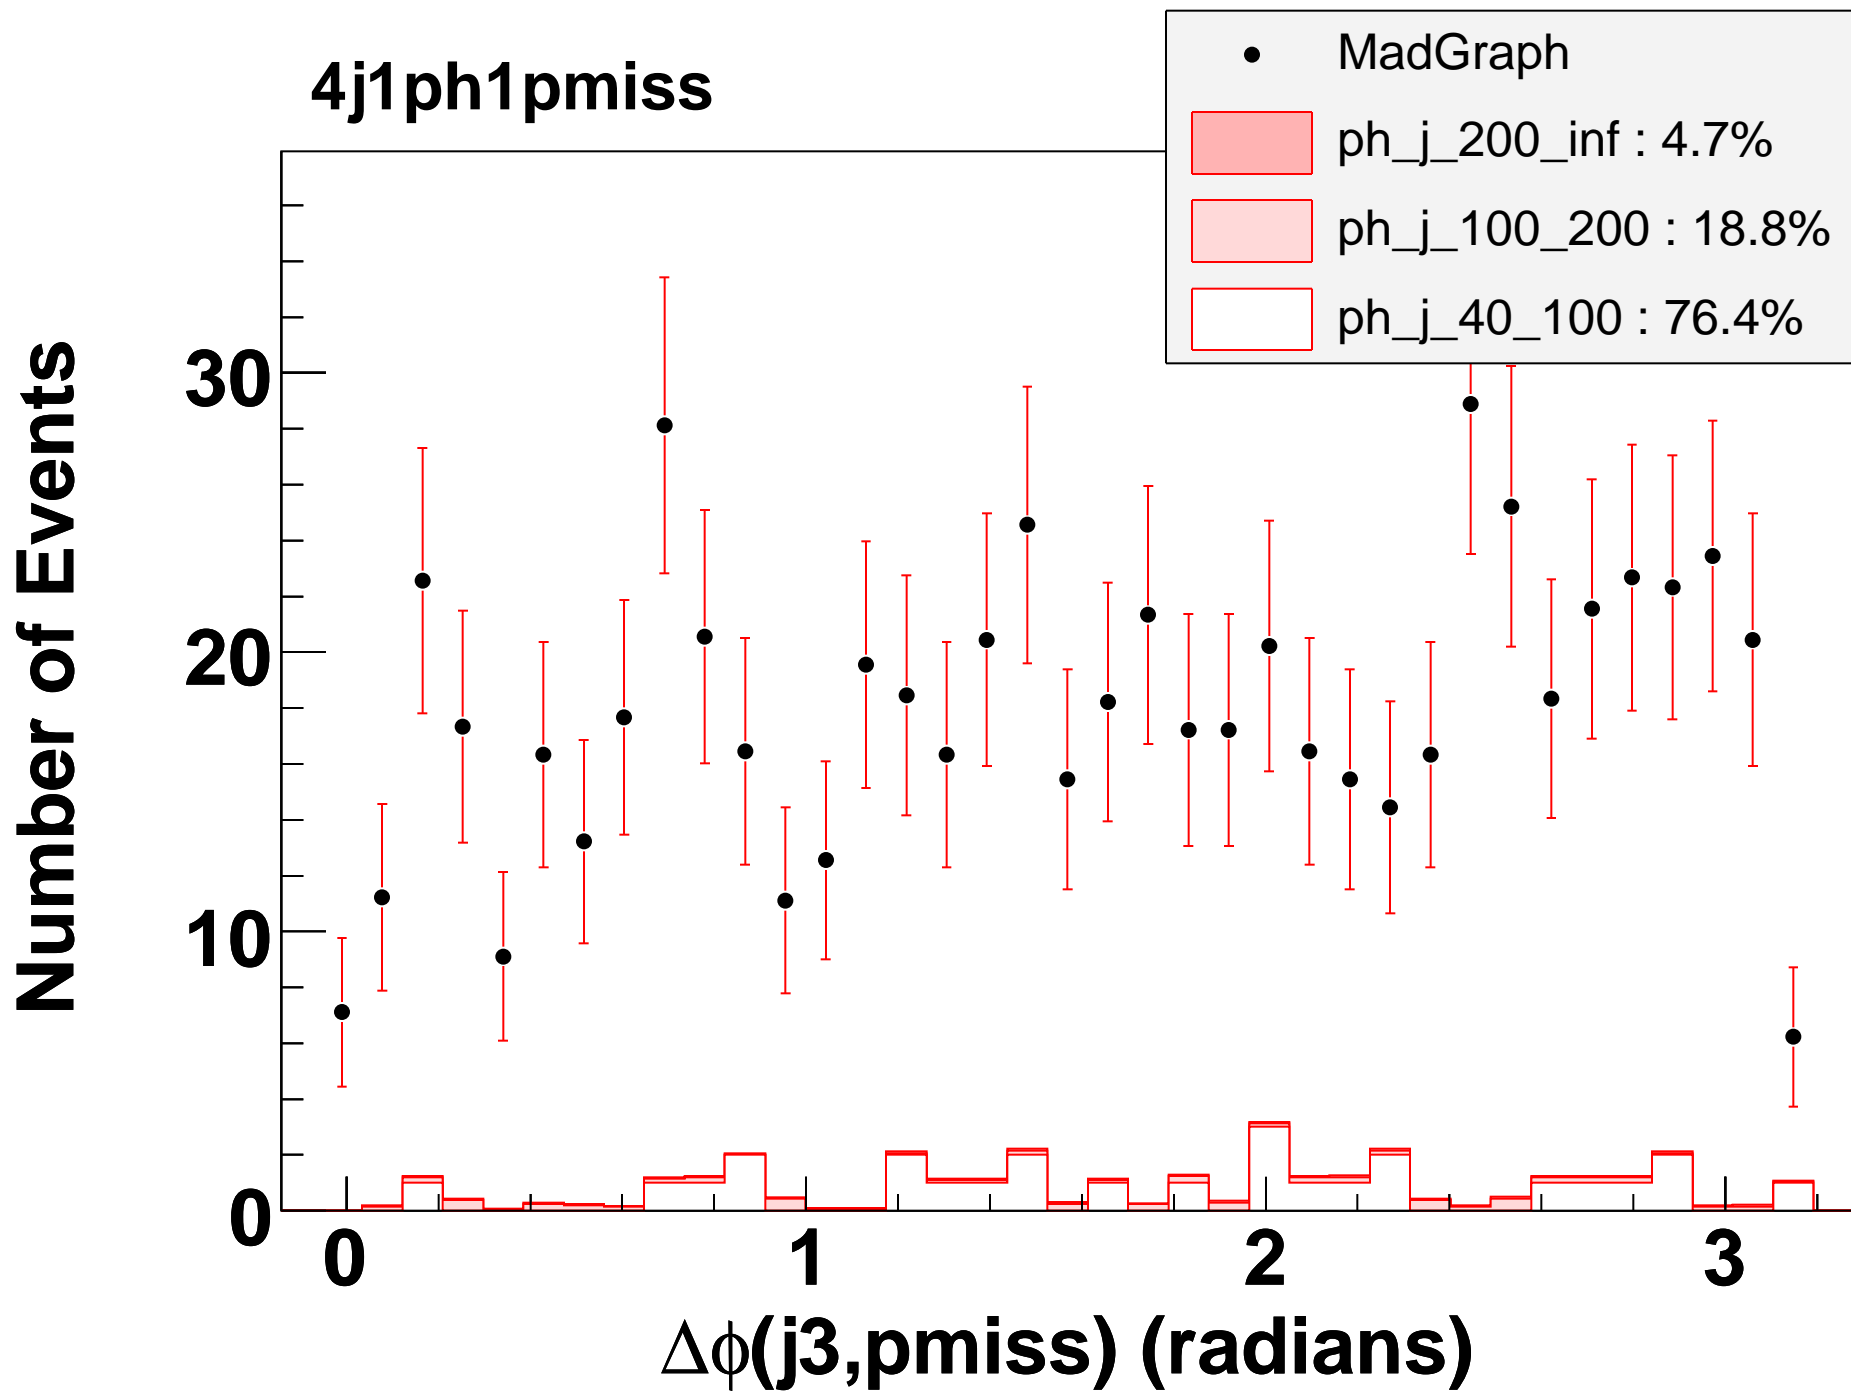 4j1ph1pmiss
MadGraph
ph_j_200_inf : 4.7%
ph_j_100_200 : 18.8%
ph_j_40_100 : 76.4%
Number of Events
30
20
10
0
0 1 2 3
Δϕ(j3,pmiss) (radians)